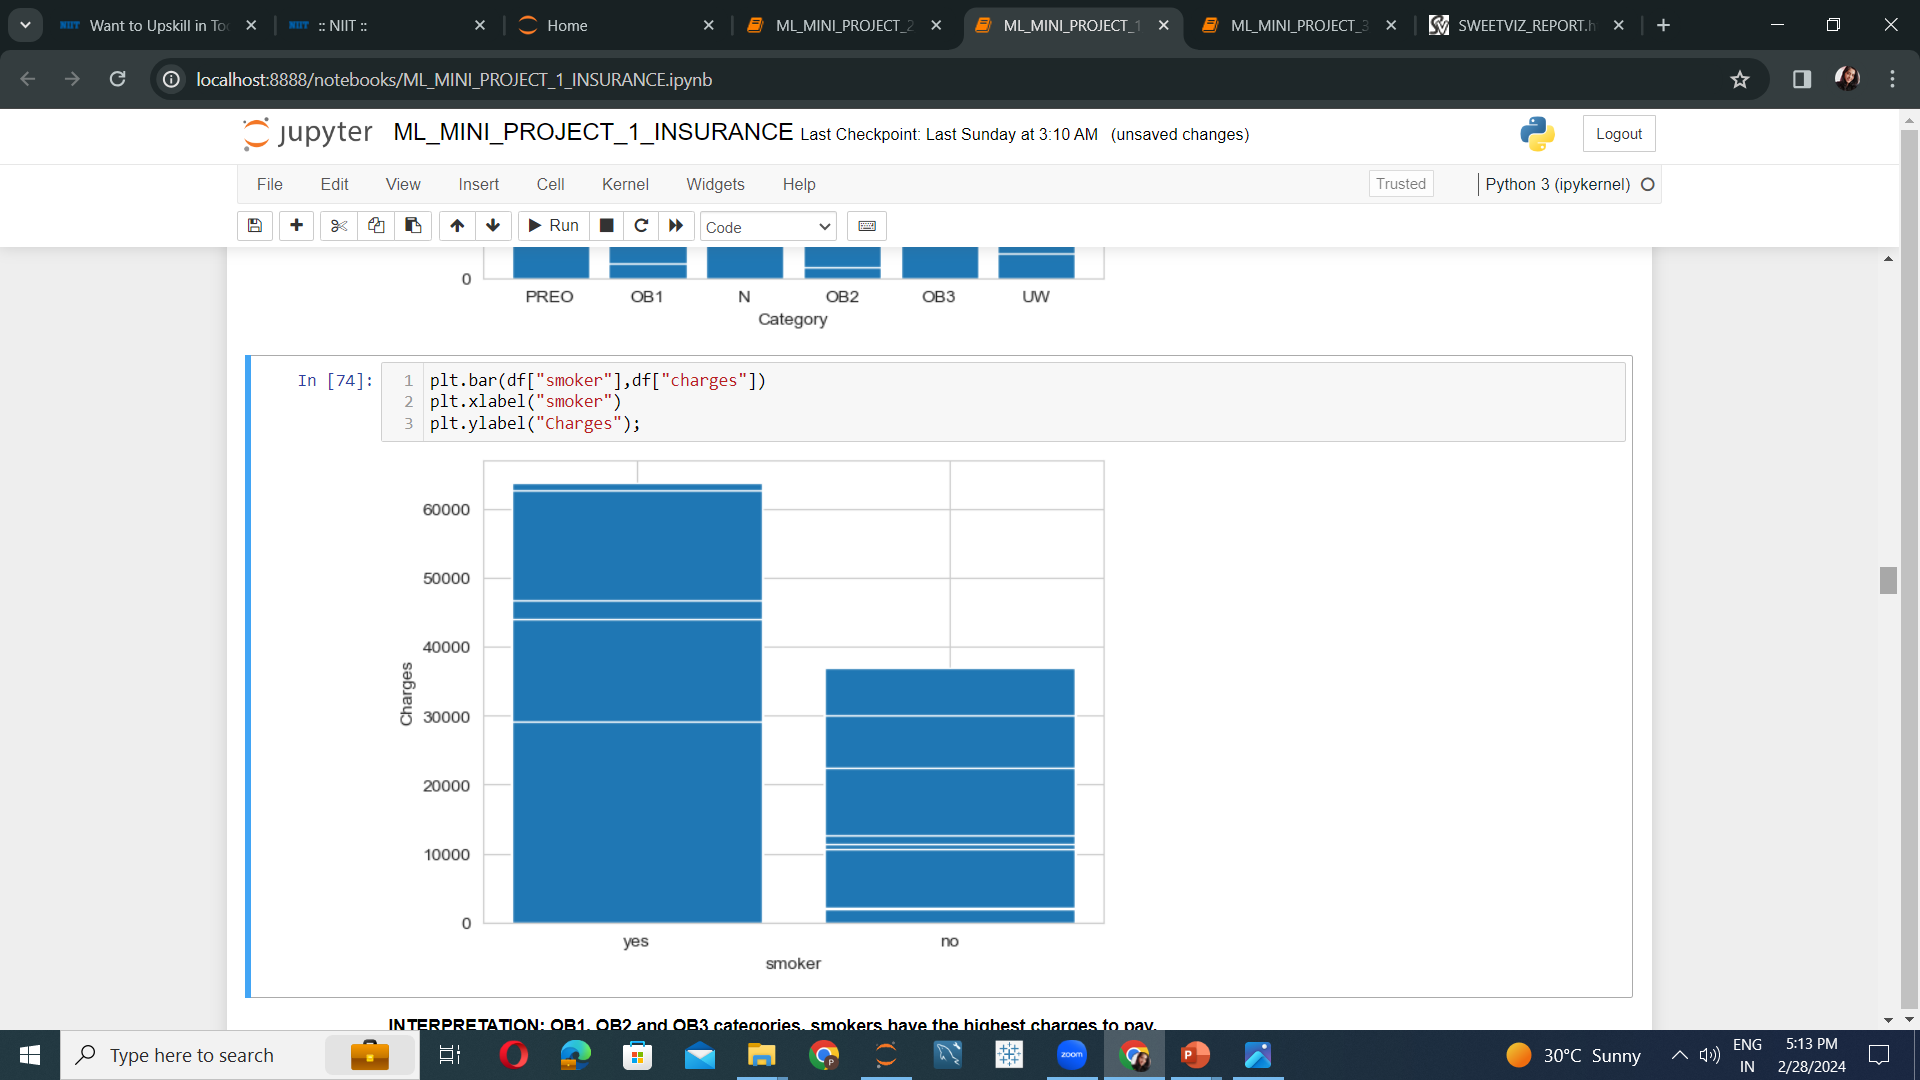 Want to Upskill in To
:: NIIT ::
Home
ML_MINI_PROJECT_2
ML_MINI_PROJECT_1
ML_MINI_PROJECT_3
SWEETVIZ_REPORT.h
localhost:8888/notebooks/ML_MINI_PROJECT_1_INSURANCE.ipynb
jupyter ML_MINI_PROJECT_1_INSURANCE Last Checkpoint: Last Sunday at 3:10 AM (unsaved changes)
Logout
File Edit View Insert Cell Kernel Widgets Help
Trusted
Python 3 (ipykernel)
Run
Code
0
PREO OB1 N OB2 OB3 UW
Category
In [74]:
1 plt.bar(df["smoker"],df["charges"])
2 plt.xlabel("smoker")
3 plt.ylabel("Charges");
60000
50000
40000
30000
20000
10000
0
Charges
yes no
smoker
INTERPRETATION: OB1, OB2 and OB3 categories, smokers have the highest charges to pay.
Type here to search
zoom
30°C Sunny
ENG
IN
5:13 PM
2/28/2024